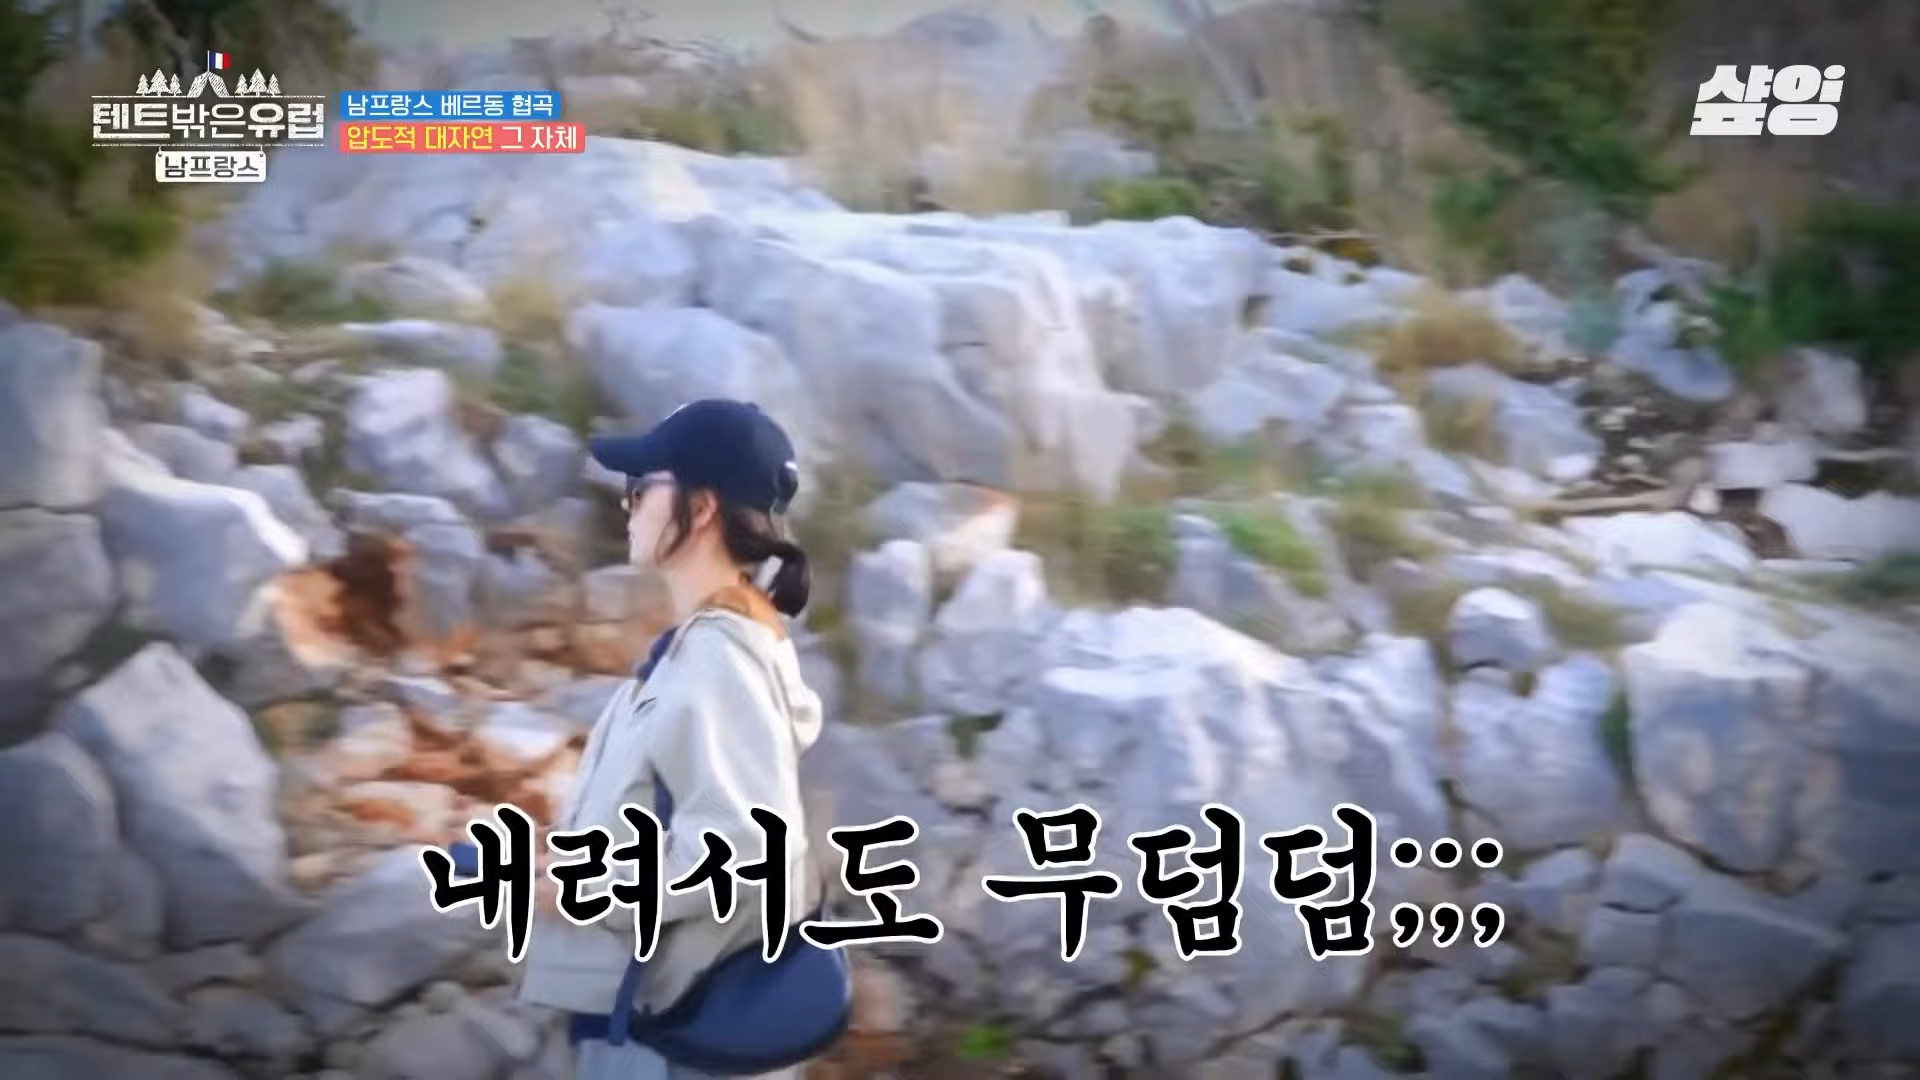 텐트밖은유럽
남프랑스
남프랑스 베르동 협곡
압도적 대자연 그 자체
샾잉
내려서도 무덤덤;;;